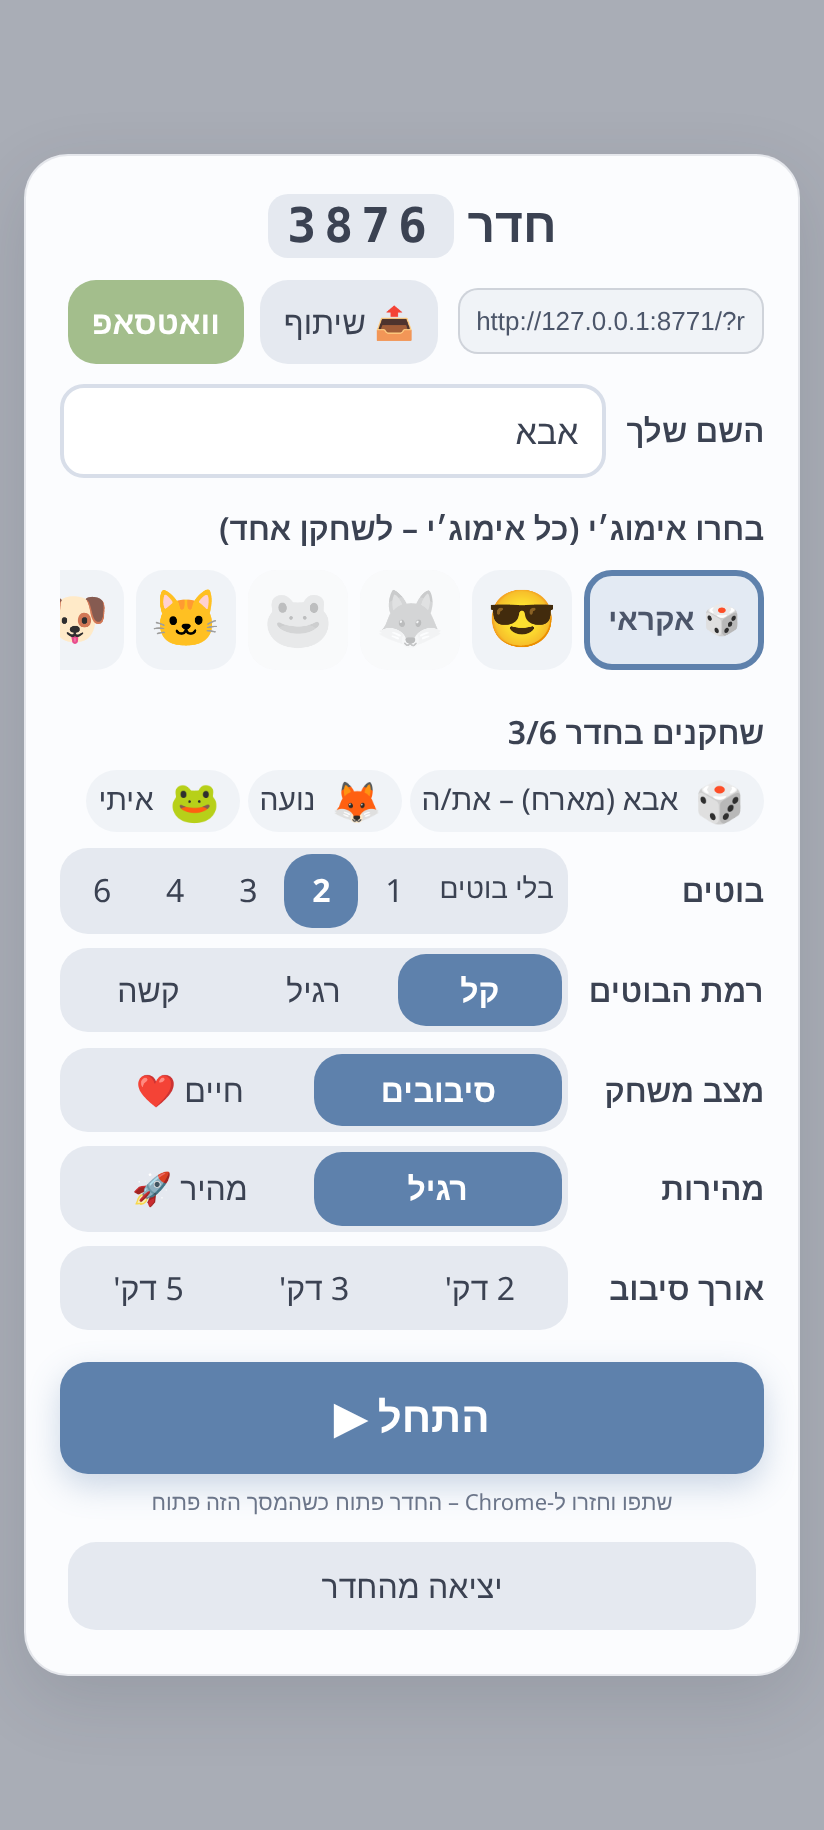 חדר 3876
http://127.0.0.1:8771/?r 📤 שיתוף וואטסאפ
השם שלך אבא
בחרו אימוג׳י (כל אימוג׳י – לשחקן אחד)
🎲 אקראי 😎 🦊 🐸 🐱 🐶
שחקנים בחדר 3/6
🎲 אבא (מארח) – את/ה 🦊 נועה 🐸 איתי
בוטים בלי בוטים 1 2 3 4 6
רמת הבוטים קל רגיל קשה
מצב משחק סיבובים חיים ❤️
מהירות רגיל מהיר 🚀
אורך סיבוב 2 דק' 3 דק' 5 דק'
התחל ▶
שתפו וחזרו ל-Chrome – החדר פתוח כשהמסך הזה פתוח
יציאה מהחדר